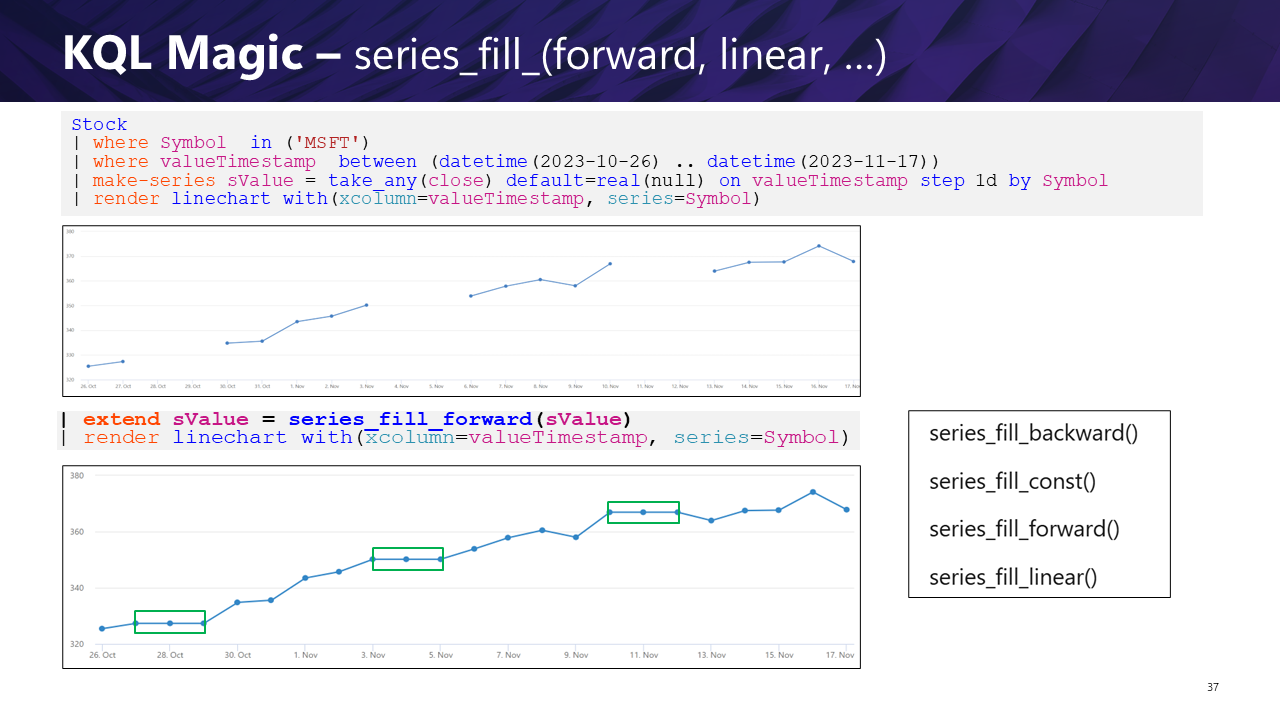 KQL Magic – series_fill_(forward, linear, ...)
Stock
| where Symbol  in ('MSFT')
| where valueTimestamp  between (datetime(2023-10-26) .. datetime(2023-11-17))
| make-series sValue = take_any(close) default=real(null) on valueTimestamp step 1d by Symbol
| render linechart with(xcolumn=valueTimestamp, series=Symbol)
380
370
360
350
340
330
320
26. Oct 27. Oct 28. Oct 29. Oct 30. Oct 31. Oct 1. Nov 2. Nov 3. Nov 4. Nov 5. Nov 6. Nov 7. Nov 8. Nov 9. Nov 10. Nov 11. Nov 12. Nov 13. Nov 14. Nov 15. Nov 16. Nov 17. No
| extend sValue = series_fill_forward(sValue)
| render linechart with(xcolumn=valueTimestamp, series=Symbol)
380
360
340
320
26. Oct 28. Oct 30. Oct 1. Nov 3. Nov 5. Nov 7. Nov 9. Nov 11. Nov 13. Nov 15. Nov 17. Nov
series_fill_backward()
series_fill_const()
series_fill_forward()
series_fill_linear()
37